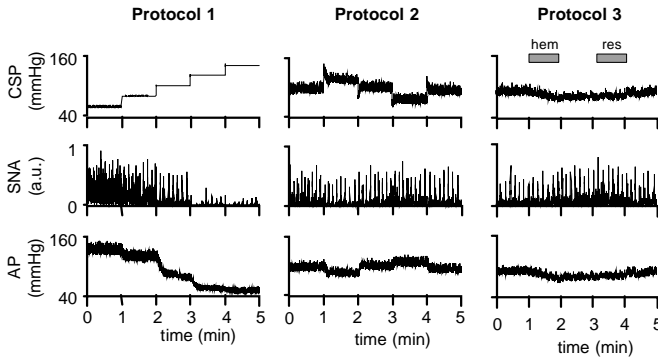 Protocol 1 Protocol 2 Protocol 3
hem res
CSP
(mmHg)
160
40
SNA
(a.u.)
1
0
AP
(mmHg)
160
40
0 1 2 3 4 5
time (min)
0 1 2 3 4 5
time (min)
0 1 2 3 4 5
time (min)